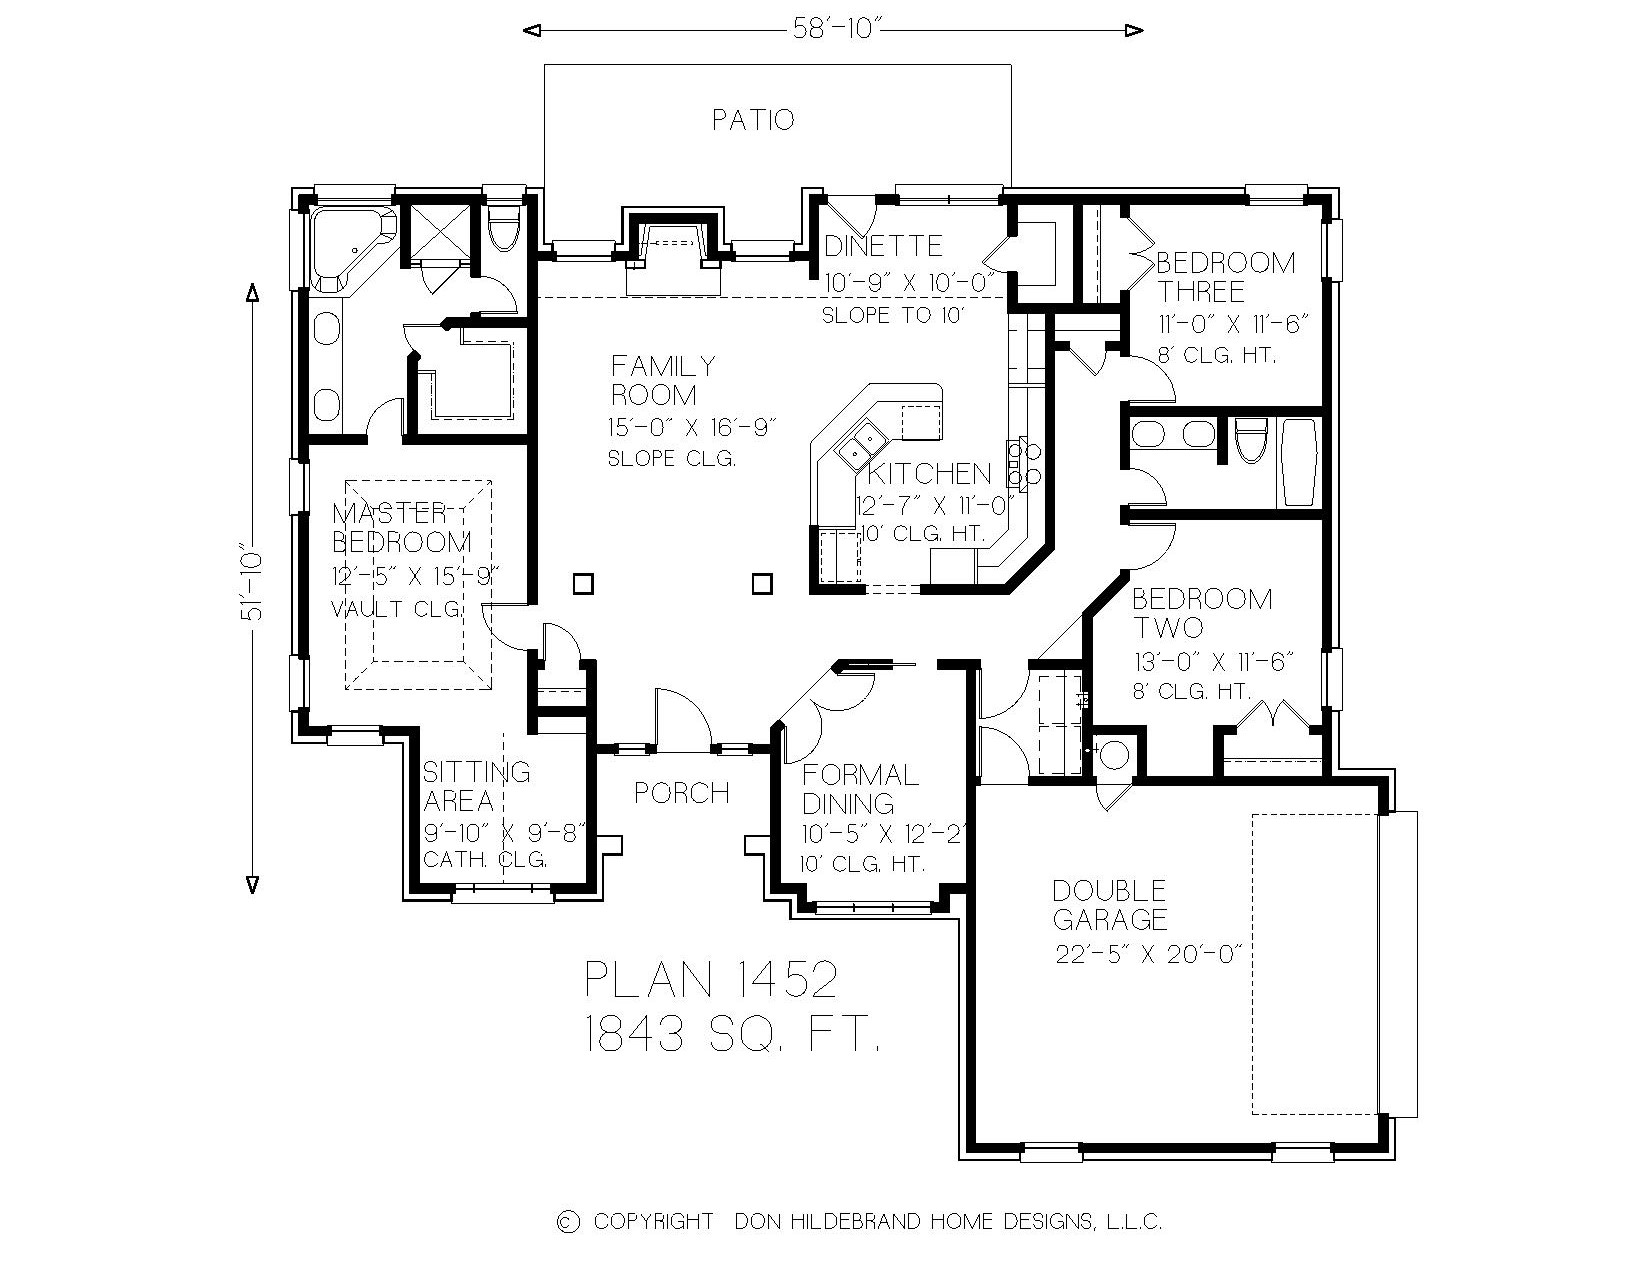 58'-10"
PATIO
DINETTE
10'-9" X 10'-0"
SLOPE TO 10'
BEDROOM
THREE
11'-0" X 11'-6"
8' CLG. HT.
FAMILY
ROOM
15'-0" X 16'-9"
SLOPE CLG.
KITCHEN
12'-7" X 11'-0"
10' CLG. HT.
MASTER
BEDROOM
12'-5" X 15'-9"
VAULT CLG.
51'-10"
BEDROOM
TWO
13'-0" X 11'-6"
8' CLG. HT.
SITTING
AREA
9'-10" X 9'-8"
CATH. CLG.
PORCH
FORMAL
DINING
10'-5" X 12'-2"
10' CLG. HT.
DOUBLE
GARAGE
22'-5" X 20'-0"
PLAN 1452
1843 SQ. FT.
© COPYRIGHT DON HILDEBRAND HOME DESIGNS, L.L.C.